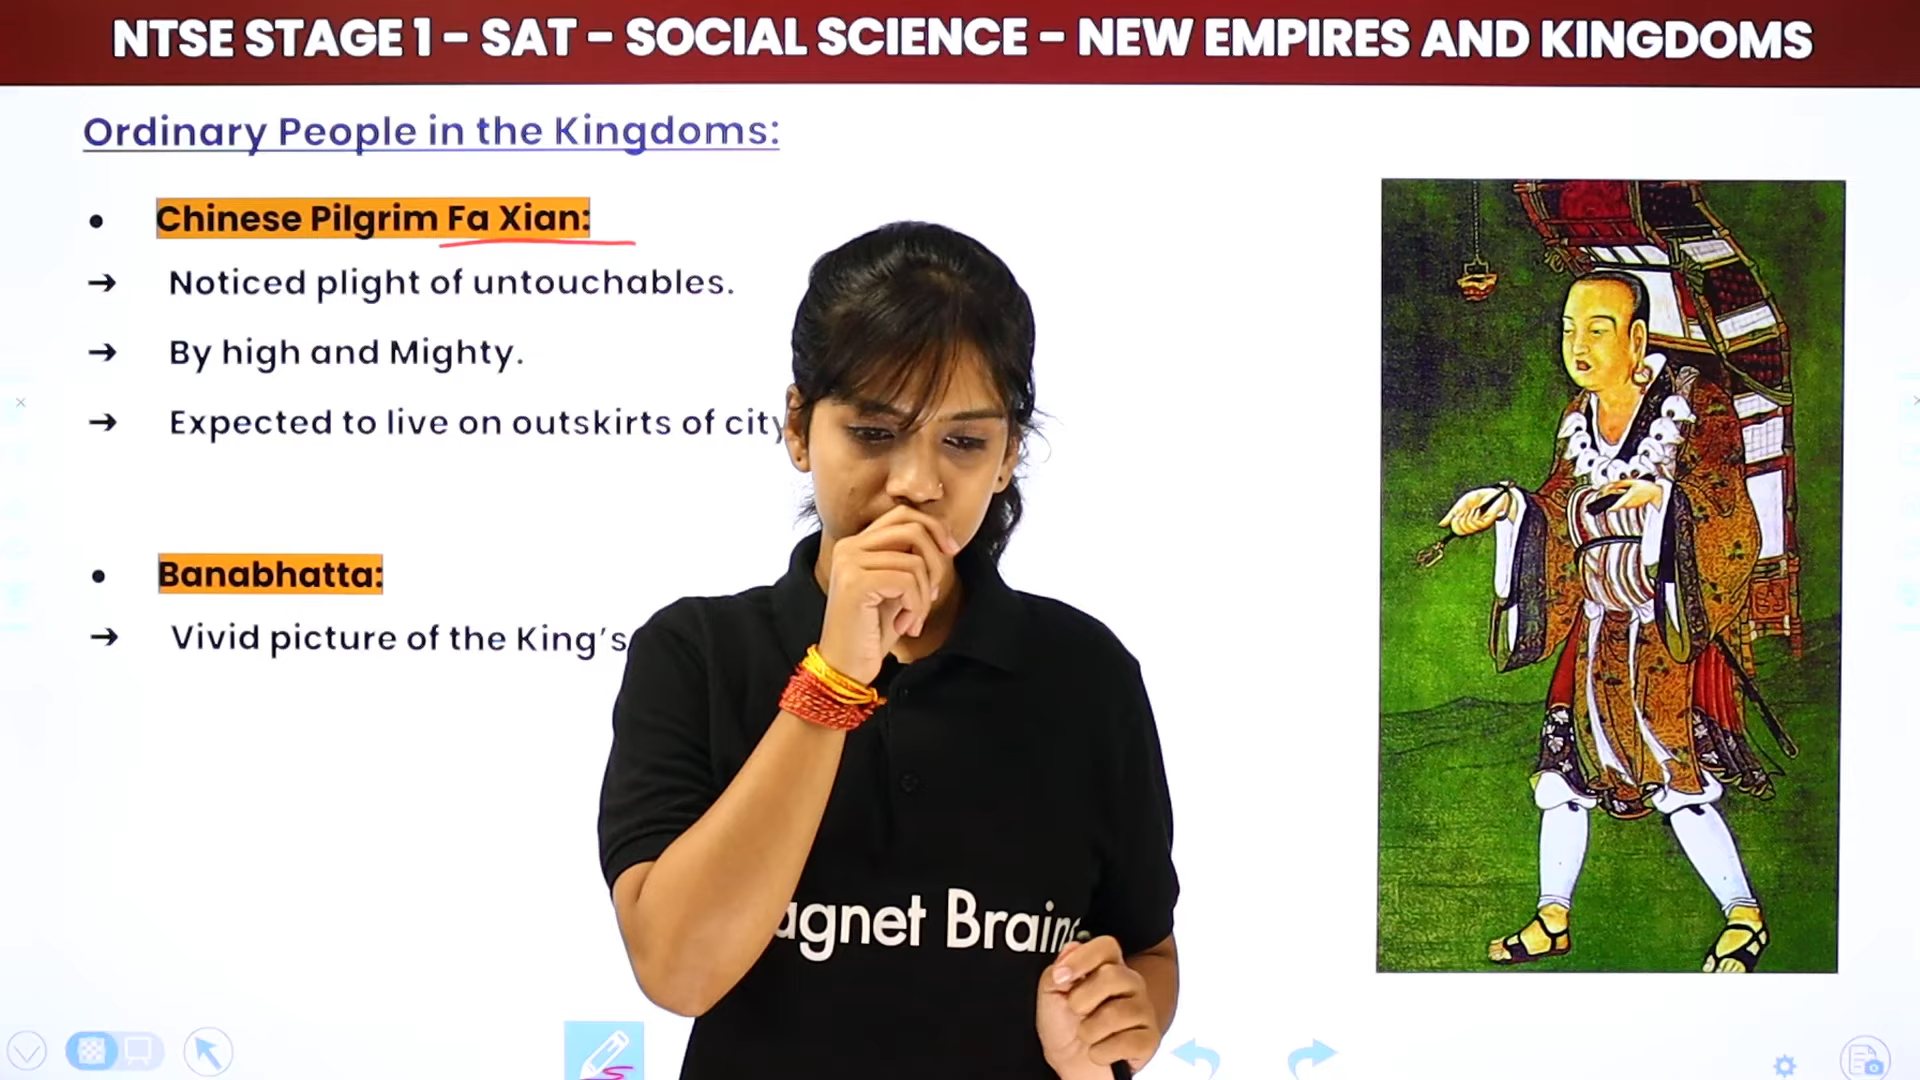 NTSE STAGE 1 - SAT - SOCIAL SCIENCE - NEW EMPIRES AND KINGDOMS
Ordinary People in the Kingdoms:
• Chinese Pilgrim Fa Xian:
→ Noticed plight of untouchables.
→ By high and Mighty.
→ Expected to live on outskirts of city
• Banabhatta:
→ Vivid picture of the King's
agnet Brains